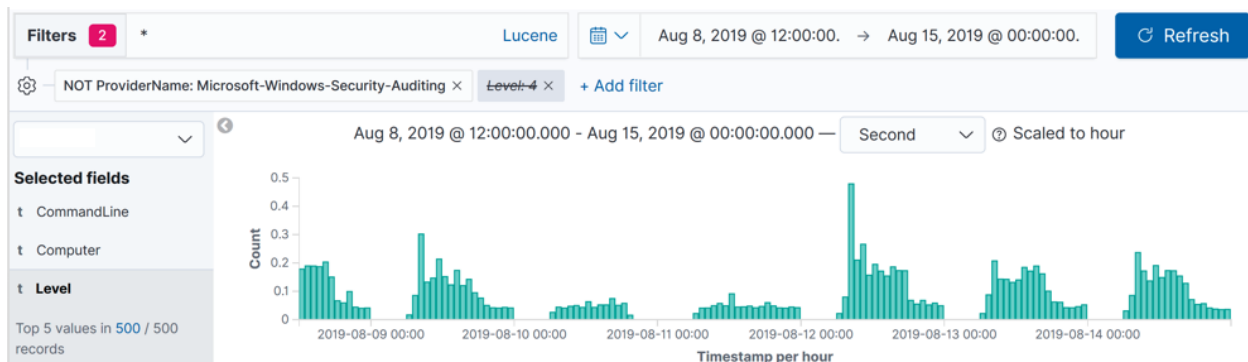 Filters 2 * Lucene Aug 8, 2019 @ 12:00:00. → Aug 15, 2019 @ 00:00:00. Refresh
NOT ProviderName: Microsoft-Windows-Security-Auditing × Level: 4 × + Add filter
Aug 8, 2019 @ 12:00:00.000 - Aug 15, 2019 @ 00:00:00.000 — Second Scaled to hour
Selected fields
t CommandLine
t Computer
t Level
Top 5 values in 500 / 500
records
Count
0.5
0.4
0.3
0.2
0.1
0
2019-08-09 00:00 2019-08-10 00:00 2019-08-11 00:00 2019-08-12 00:00 2019-08-13 00:00 2019-08-14 00:00
Timestamp per hour